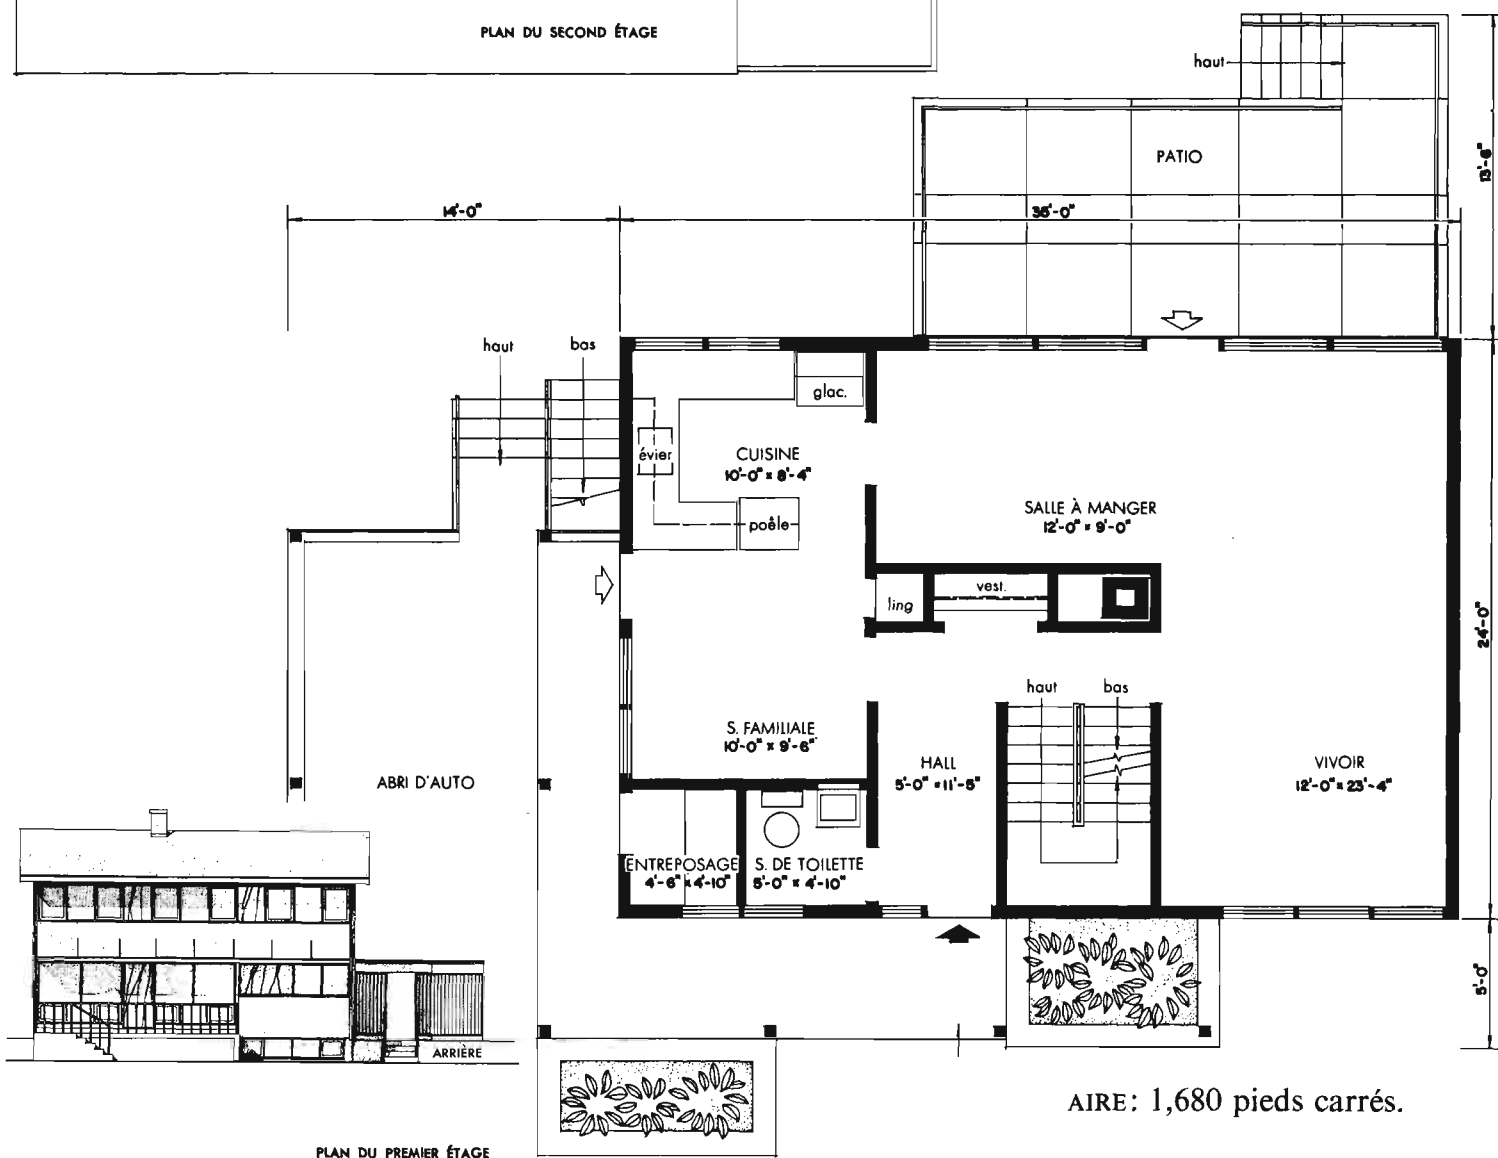 PLAN DU SECOND ÉTAGE
haut
PATIO
13'-6"
14'-0"
35'-0"
haut
bas
glac.
évier
CUISINE
10'-0" x 8'-4"
poêle
SALLE À MANGER
12'-0" x 9'-0"
ling
vest.
24'-0"
haut
bas
S. FAMILIALE
10'-0" x 9'-6"
HALL
5'-0" x 11'-5"
VIVOIR
12'-0" x 23'-4"
ABRI D'AUTO
ENTREPOSAGE
4'-6" x 4'-10"
S. DE TOILETTE
5'-0" x 4'-10"
5'-0"
ARRIÈRE
AIRE: 1,680 pieds carrés.
PLAN DU PREMIER ÉTAGE